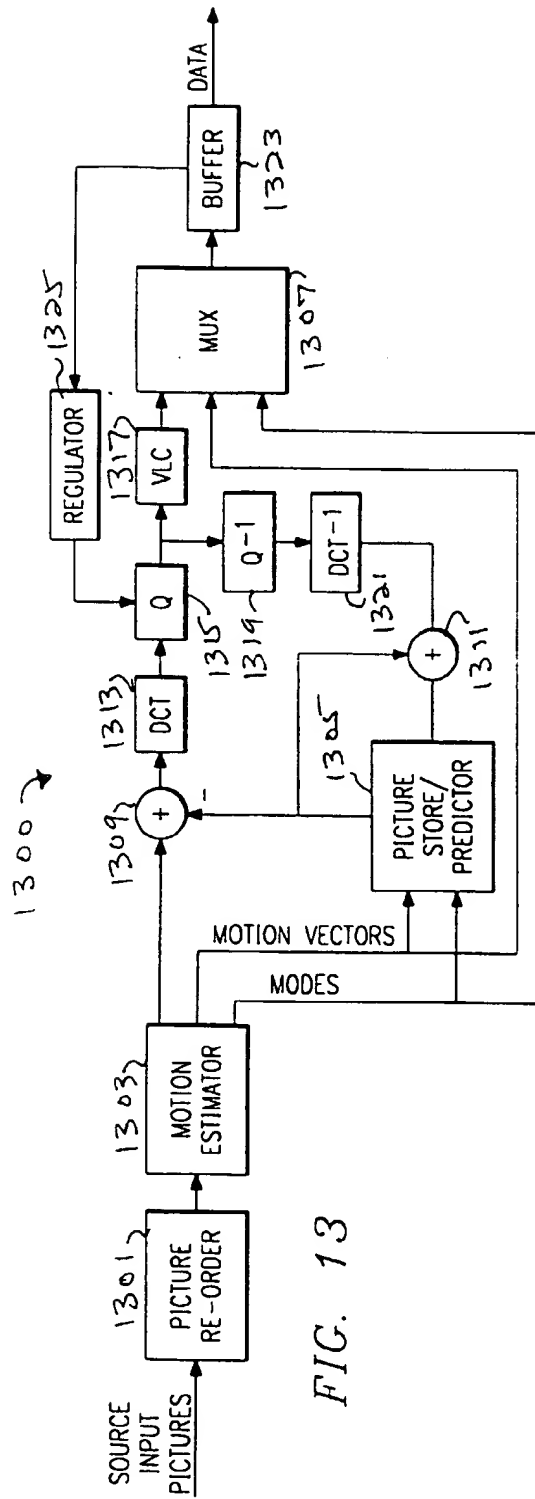 1300
SOURCE
INPUT
PICTURES
1301
PICTURE
RE-ORDER
1303
MOTION
ESTIMATOR
MOTION VECTORS
MODES
1309
+
−
1313
DCT
1315
Q
1325
REGULATOR
1317
VLC
1319
Q-1
DCT-1
1321
1311
+
1305
PICTURE
STORE/
PREDICTOR
MUX
1307
BUFFER
1323
DATA
FIG. 13